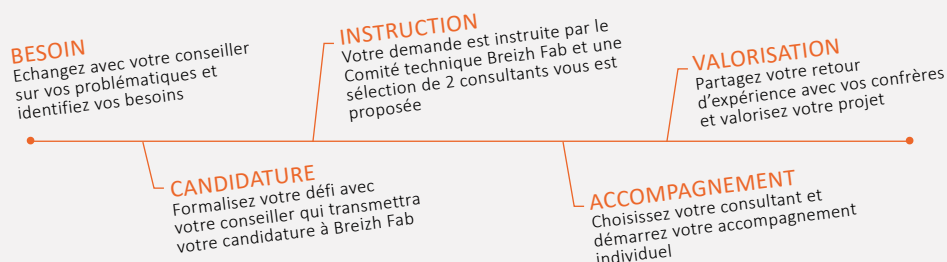 BESOIN
Echangez avec votre conseiller
sur vos problématiques et
identifiez vos besoins
CANDIDATURE
Formalisez votre défi avec
votre conseiller qui transmettra
votre candidature à Breizh Fab
INSTRUCTION
Votre demande est instruite par le
Comité technique Breizh Fab et une
sélection de 2 consultants vous est
proposée
ACCOMPAGNEMENT
Choisissez votre consultant et
démarrez votre accompagnement
individuel
VALORISATION
Partagez votre retour
d'expérience avec vos confrères
et valorisez votre projet